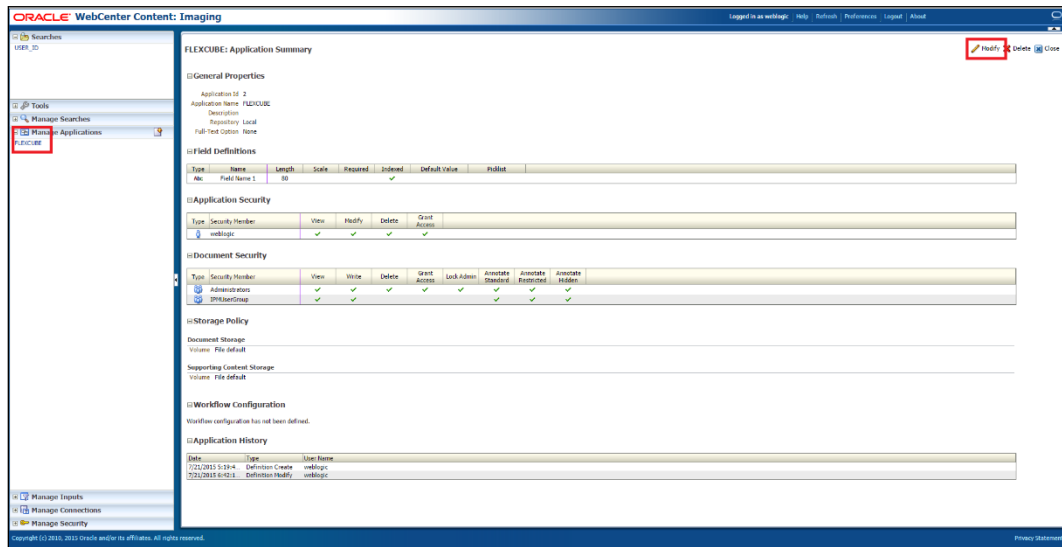 ORACLE WebCenter Content: Imaging
Logged in as weblogic Help Refresh Preferences Logout About
Searches
USER_ID
Tools
Manage Searches
Manage Applications
FLEXCUBE
FLEXCUBE: Application Summary
Modify Delete Close
General Properties
Application Id 2
Application Name FLEXCUBE
Description
Repository Local
Full-Text Option None
Field Definitions
Type Name Length Scale Required Indexed Default Value Picklist
Abc Field Name 1 80
Application Security
Type Security Member View Modify Delete Grant Access
weblogic
Document Security
Type Security Member View Write Delete Grant Access Lock Admin Annotate Standard Annotate Restricted Annotate Hidden
Administrators
IPMUserGroup
Storage Policy
Document Storage
Volume File default
Supporting Content Storage
Volume File default
Workflow Configuration
Workflow configuration has not been defined.
Application History
Date Type User Name
7/21/2015 5:19:4... Definition Create weblogic
7/21/2015 6:42:1... Definition Modify weblogic
Manage Inputs
Manage Connections
Manage Security
Copyright (c) 2010, 2015 Oracle and/or its affiliates. All rights reserved.
Privacy Statement